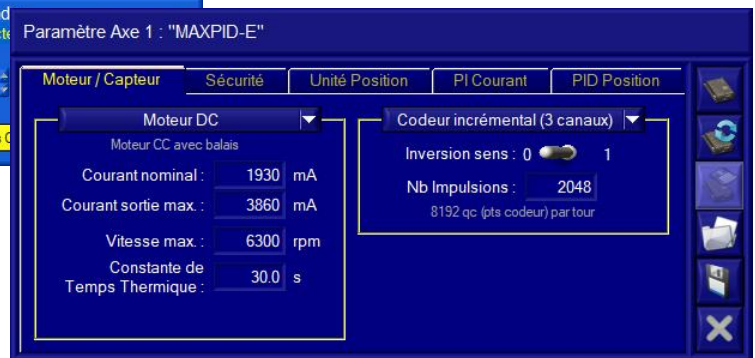 Paramètre Axe 1 : "MAXPID-E"
Moteur / Capteur Sécurité Unité Position PI Courant PID Position
Moteur DC
Moteur CC avec balais
Courant nominal : 1930 mA
Courant sortie max. : 3860 mA
Vitesse max. : 6300 rpm
Constante de
Temps Thermique : 30.0 s
Codeur incrémental (3 canaux)
Inversion sens : 0 1
Nb Impulsions : 2048
8192 qc (pts codeur) par tour